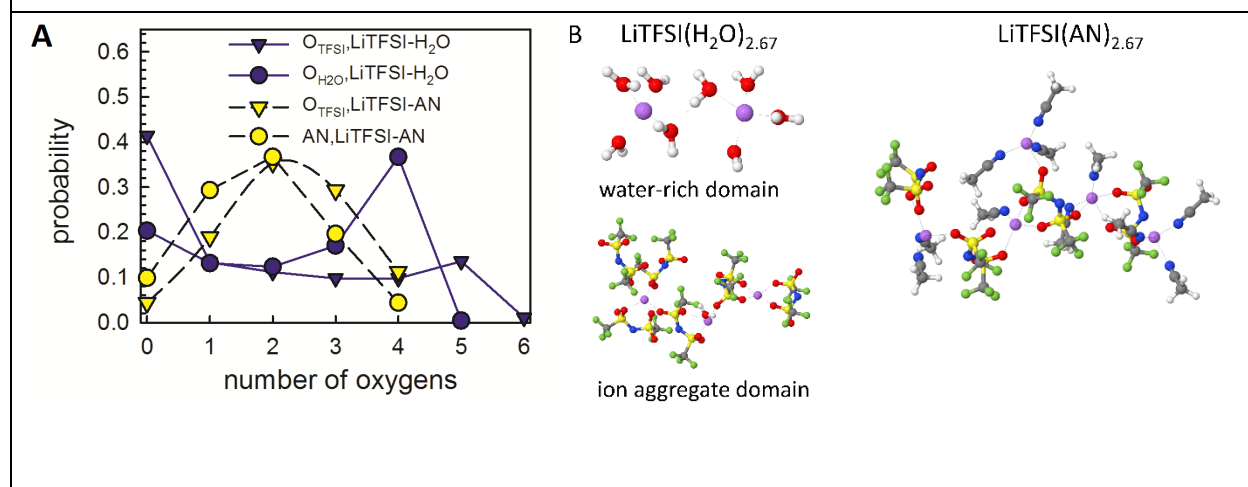 A
0.6
0.5
0.4
0.3
0.2
0.1
0.0
probability
0 1 2 3 4 5 6
number of oxygens
O_TFSI,LiTFSI-H₂O
O_H2O,LiTFSI-H₂O
O_TFSI,LiTFSI-AN
AN,LiTFSI-AN
B
LiTFSI(H₂O)₂.₆₇
water-rich domain
ion aggregate domain
LiTFSI(AN)₂.₆₇